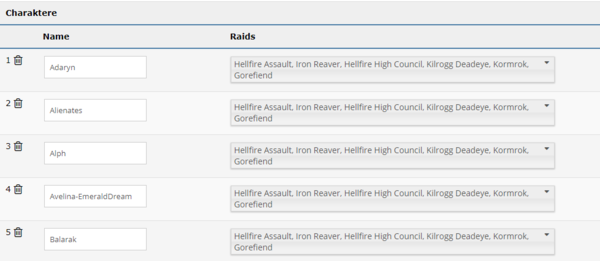 Charaktere
Name Raids
1 Adaryn Hellfire Assault, Iron Reaver, Hellfire High Council, Kilrogg Deadeye, Kormrok,
Gorefiend
2 Alienates Hellfire Assault, Iron Reaver, Hellfire High Council, Kilrogg Deadeye, Kormrok,
Gorefiend
3 Alph Hellfire Assault, Iron Reaver, Hellfire High Council, Kilrogg Deadeye, Kormrok,
Gorefiend
4 Avelina-EmeraldDream Hellfire Assault, Iron Reaver, Hellfire High Council, Kilrogg Deadeye, Kormrok,
Gorefiend
5 Balarak Hellfire Assault, Iron Reaver, Hellfire High Council, Kilrogg Deadeye, Kormrok,
Gorefiend